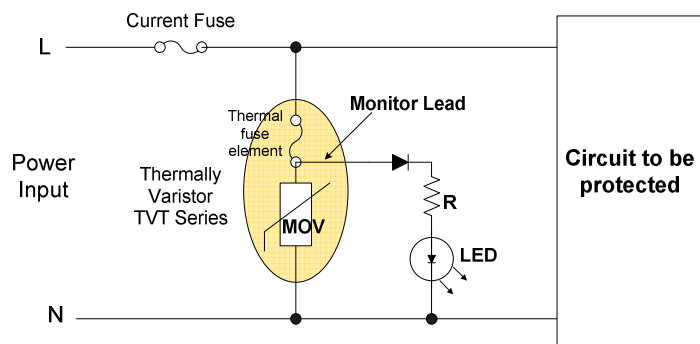 Current Fuse
L
Thermal
fuse
element
Monitor Lead
Power
Input
Thermally
Varistor
TVT Series
MOV
R
LED
Circuit to be
protected
N